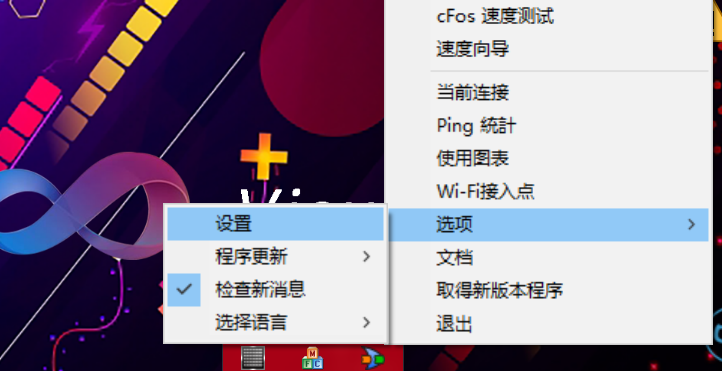 cFos 速度测试
速度向导
当前连接
Ping 統計
使用图表
Wi-Fi接入点
选项
文档
取得新版本程序
退出
设置
程序更新
检查新消息
选择语言
M
FC